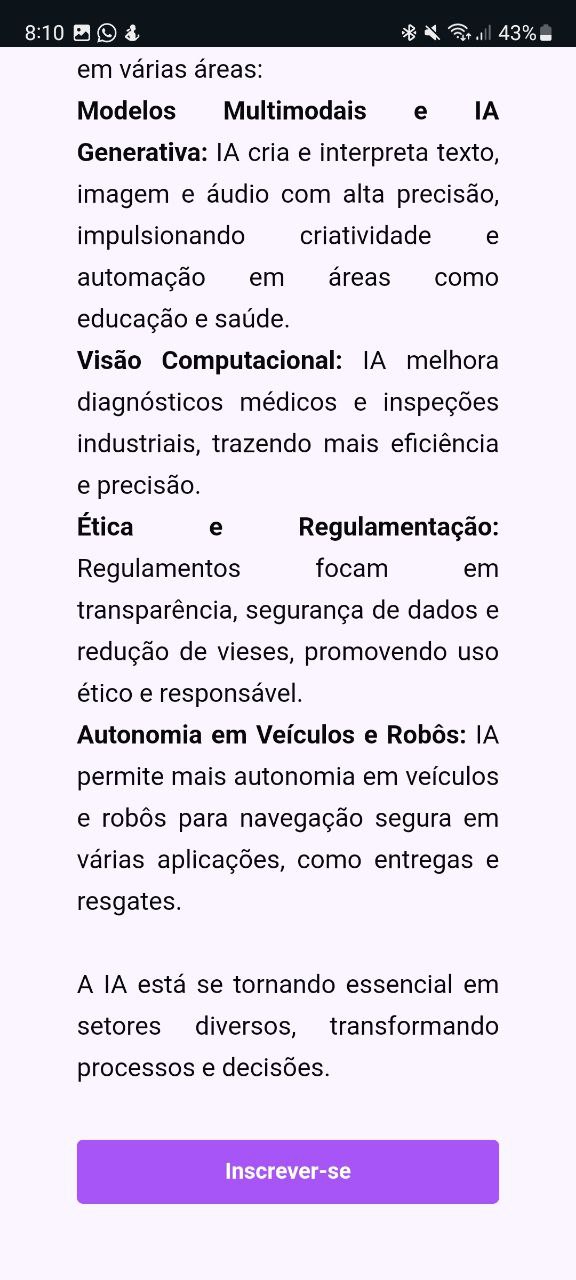 8:10
43%
em várias áreas:
Modelos Multimodais e IA
Generativa: IA cria e interpreta texto,
imagem e áudio com alta precisão,
impulsionando criatividade e
automação em áreas como
educação e saúde.
Visão Computacional: IA melhora
diagnósticos médicos e inspeções
industriais, trazendo mais eficiência
e precisão.
Ética e Regulamentação:
Regulamentos focam em
transparência, segurança de dados e
redução de vieses, promovendo uso
ético e responsável.
Autonomia em Veículos e Robôs: IA
permite mais autonomia em veículos
e robôs para navegação segura em
várias aplicações, como entregas e
resgates.
A IA está se tornando essencial em
setores diversos, transformando
processos e decisões.
Inscrever-se